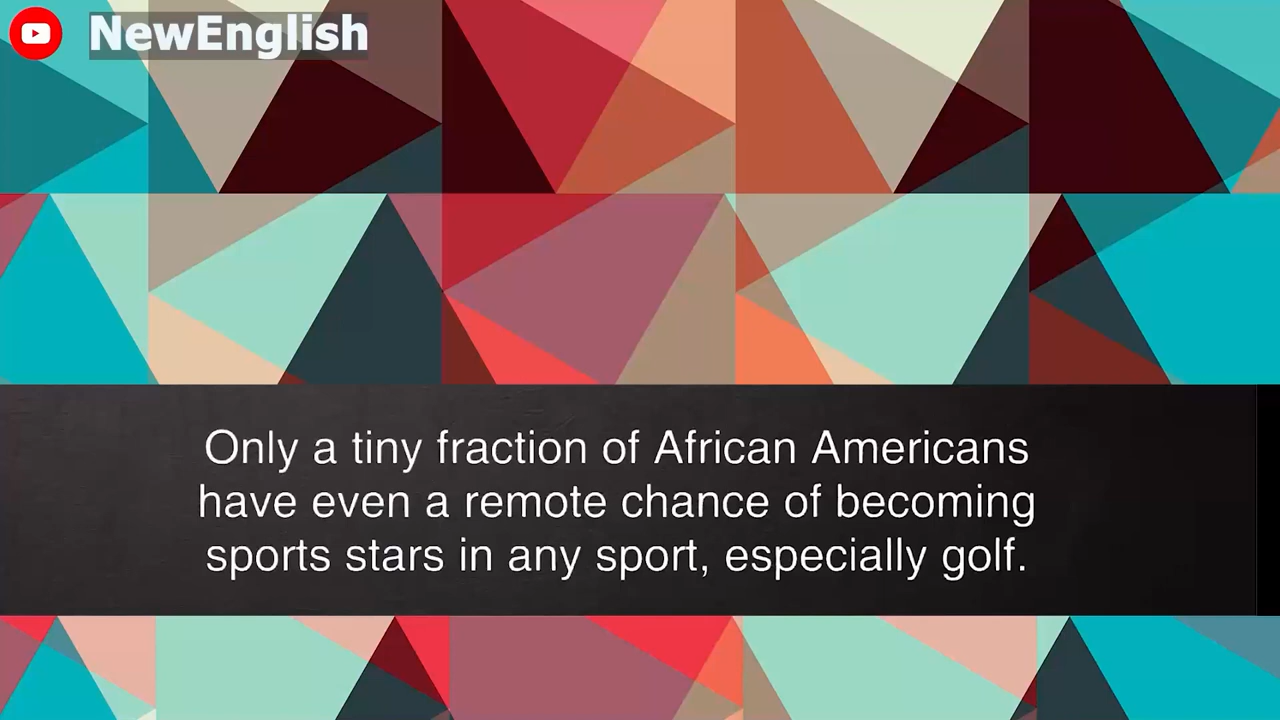 NewEnglish
Only a tiny fraction of African Americans
have even a remote chance of becoming
sports stars in any sport, especially golf.